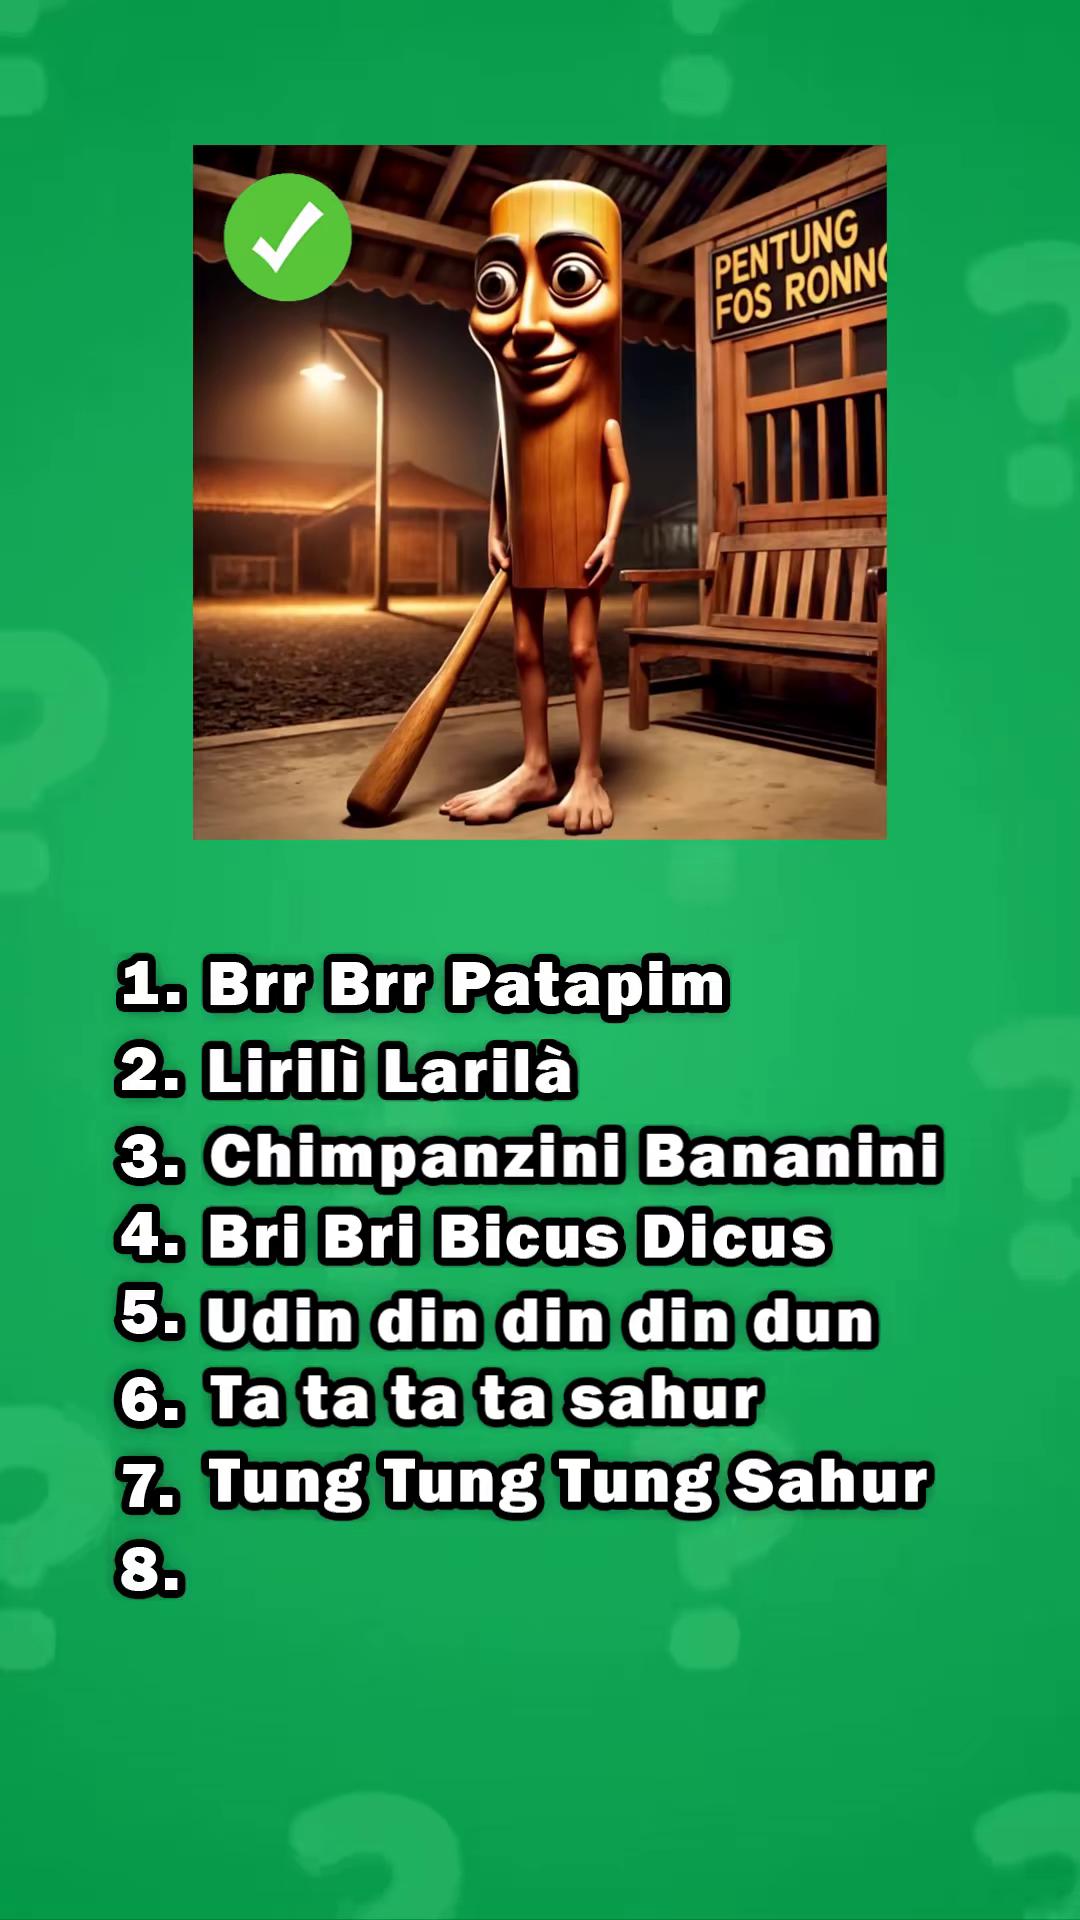 PENTUNG
FOS RONNO
1. Brr Brr Patapim
2. Lirilì Larilà
3. Chimpanzini Bananini
4. Bri Bri Bicus Dicus
5. Udin din din din dun
6. Ta ta ta ta sahur
7. Tung Tung Tung Sahur
8.